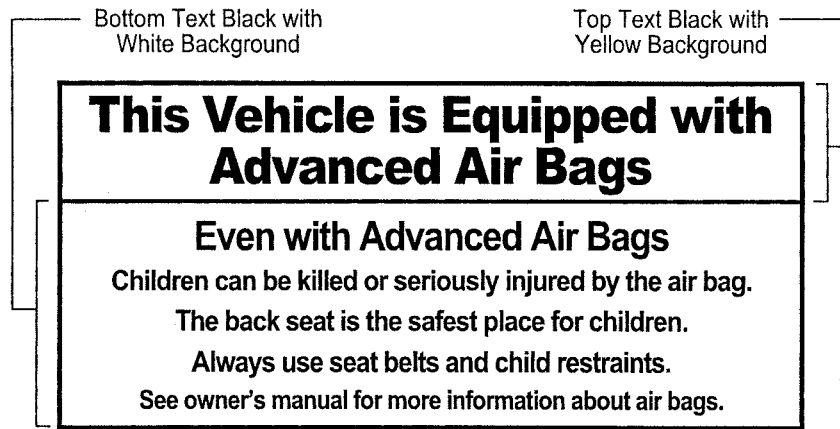 Bottom Text Black with
White Background
Top Text Black with
Yellow Background
This Vehicle is Equipped with
Advanced Air Bags
Even with Advanced Air Bags
Children can be killed or seriously injured by the air bag.
The back seat is the safest place for children.
Always use seat belts and child restraints.
See owner's manual for more information about air bags.